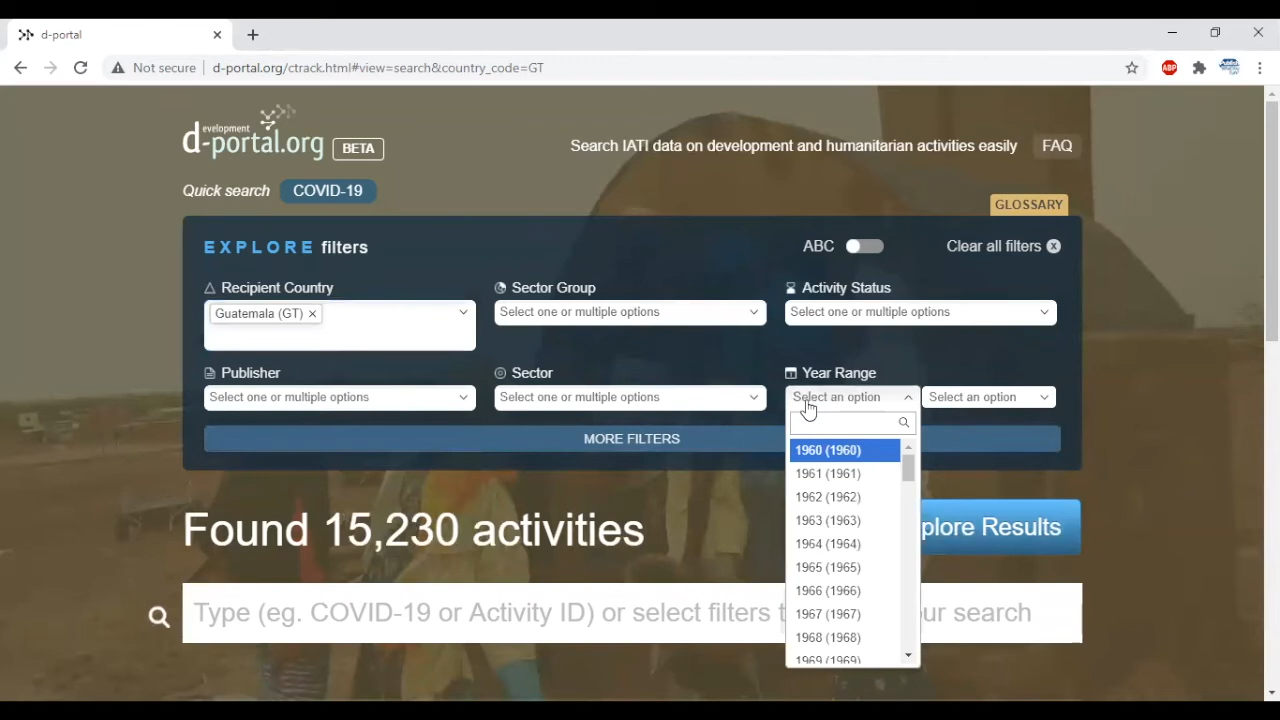 d-portal
Not secure d-portal.org/ctrack.html#view=search&country_code=GT
ABP
evelopment
d-portal.org BETA
Search IATI data on development and humanitarian activities easily FAQ
Quick search COVID-19
GLOSSARY
EXPLORE filters ABC Clear all filters
Recipient Country Sector Group Activity Status
Guatemala (GT) × Select one or multiple options Select one or multiple options
Publisher Sector Year Range
Select one or multiple options Select one or multiple options Select an option Select an option
MORE FILTERS
1960 (1960)
1961 (1961)
1962 (1962)
1963 (1963)
1964 (1964)
1965 (1965)
1966 (1966)
1967 (1967)
1968 (1968)
1969 (1969)
Found 15,230 activities
plore Results
Type (eg. COVID-19 or Activity ID) or select filters t ur search